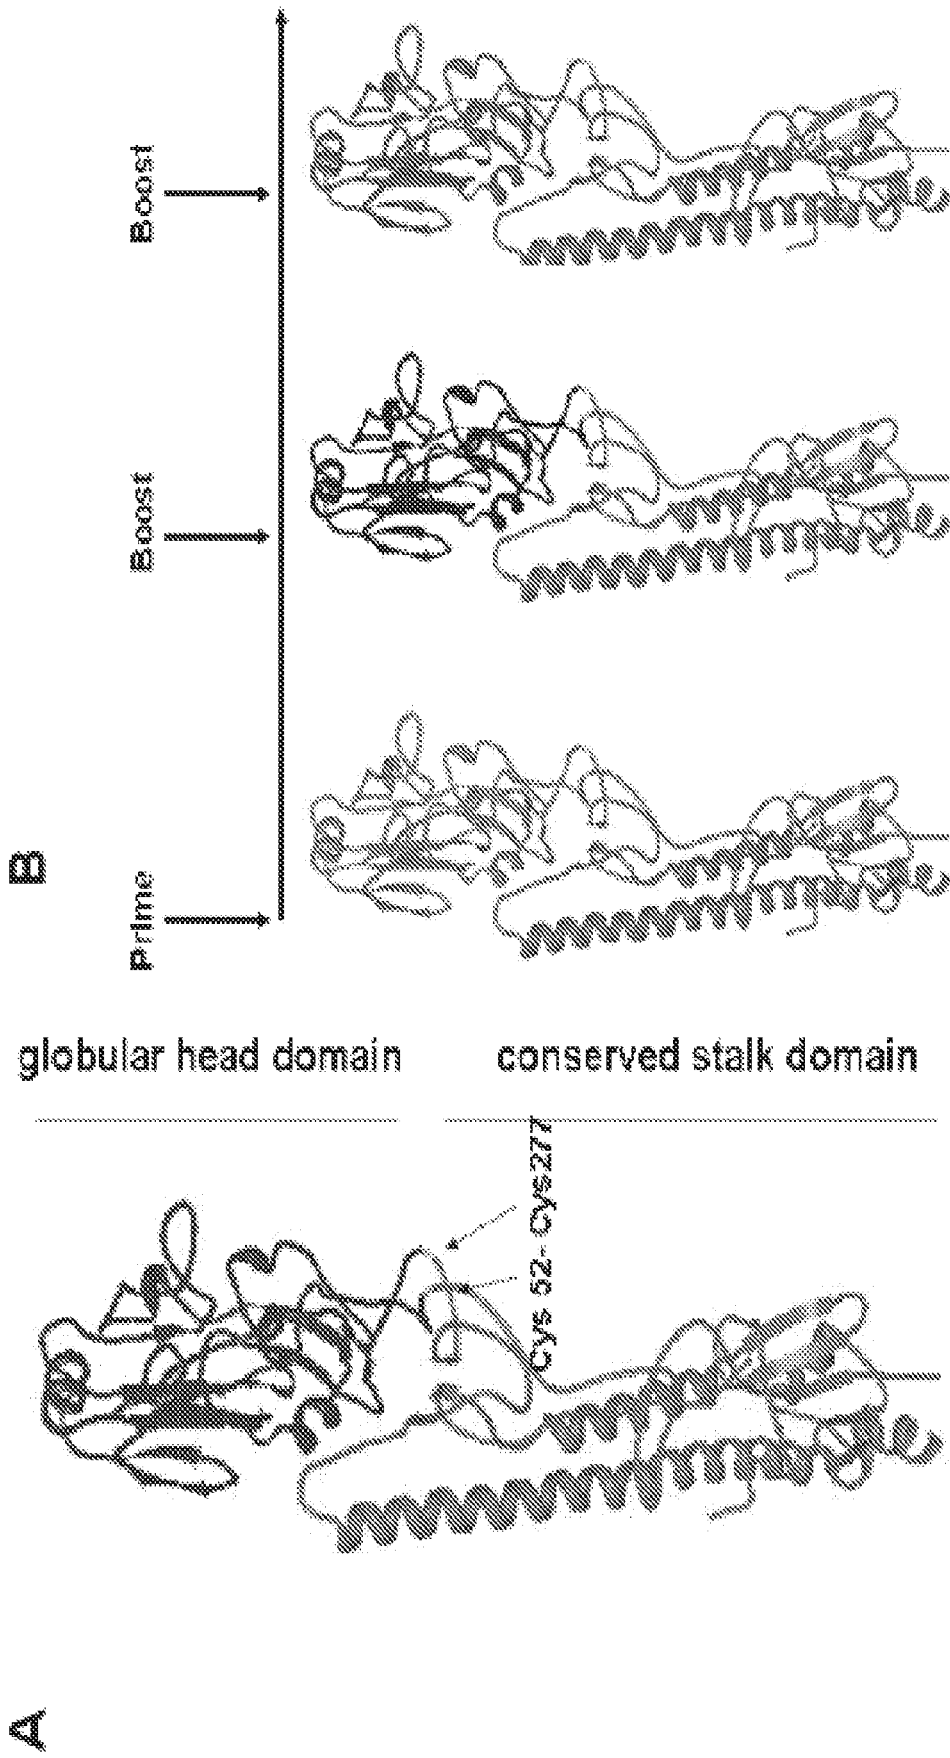 A
globular head domain
conserved stalk domain
Cys 52- Cys277
B
Prime
Boost
Boost